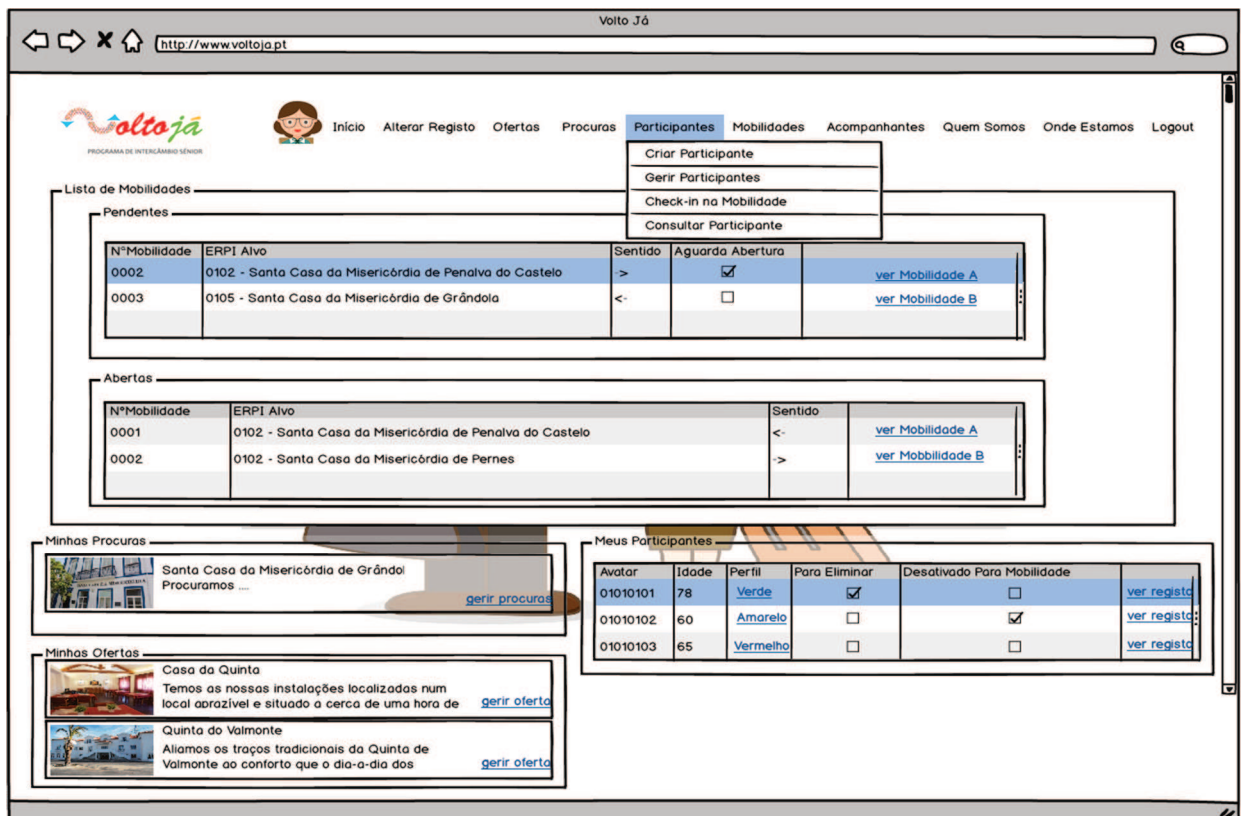 Volto Já
http://www.voltoja.pt
Voltojá
PROGRAMA DE INTERCÂMBIO SÉNIOR
Início Alterar Registo Ofertas Procuras Participantes Mobilidades Acompanhantes Quem Somos Onde Estamos Logout
Criar Participante
Gerir Participantes
Check-in na Mobilidade
Consultar Participante
Lista de Mobilidades
Pendentes
N°Mobilidade ERPI Alvo Sentido Aguarda Abertura
0002 0102 - Santa Casa da Misericórdia de Penalva do Castelo -> ver Mobilidade A
0003 0105 - Santa Casa da Misericórdia de Grândola <- ver Mobilidade B
Abertas
N°Mobilidade ERPI Alvo Sentido
0001 0102 - Santa Casa da Misericórdia de Penalva do Castelo <- ver Mobilidade A
0002 0102 - Santa Casa da Misericórdia de Pernes -> ver Mobbilidade B
Minhas Procuras
Santa Casa da Misericórdia de Grândol
Procuramos ....
gerir procuras
Minhas Ofertas
Casa da Quinta
Temos as nossas instalações localizadas num
local aprazível e situado a cerca de uma hora de gerir oferta
Quinta do Valmonte
Aliamos os traços tradicionais da Quinta de
Valmonte ao conforto que o dia-a-dia dos gerir oferta
Meus Participantes
Avatar Idade Perfil Para Eliminar Desativado Para Mobilidade
01010101 78 Verde ver registo
01010102 60 Amarelo ver registo
01010103 65 Vermelho ver registo